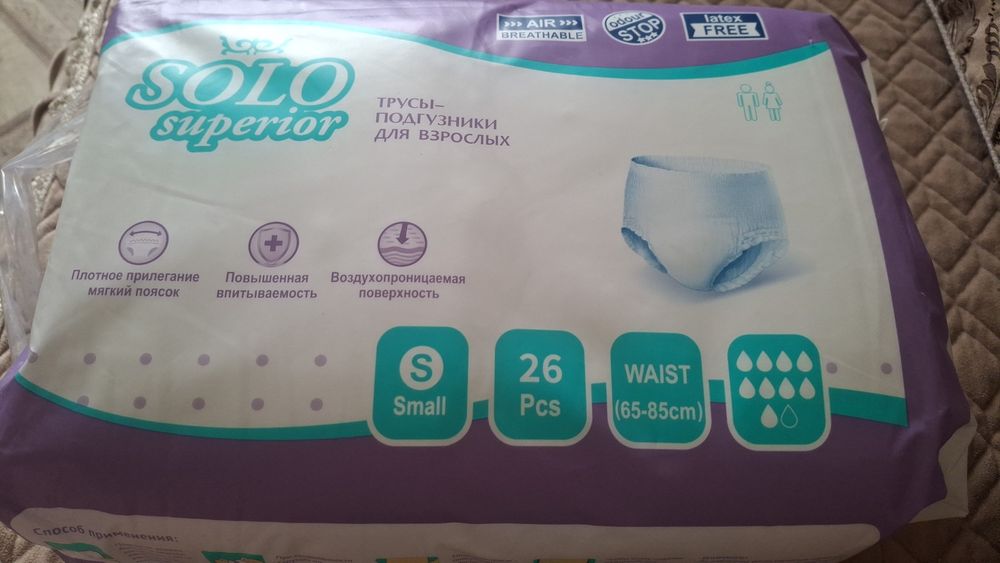 >>> AIR >>>
BREATHABLE
odour
STOP
latex
FREE
SOLO
superior
ТРУСЫ-
ПОДГУЗНИКИ
ДЛЯ ВЗРОСЛЫХ
Плотное прилегание
мягкий поясок
Повышенная
впитываемость
Воздухопроницаемая
поверхность
S
Small
26
Pcs
WAIST
(65-85cm)
Способ применения: